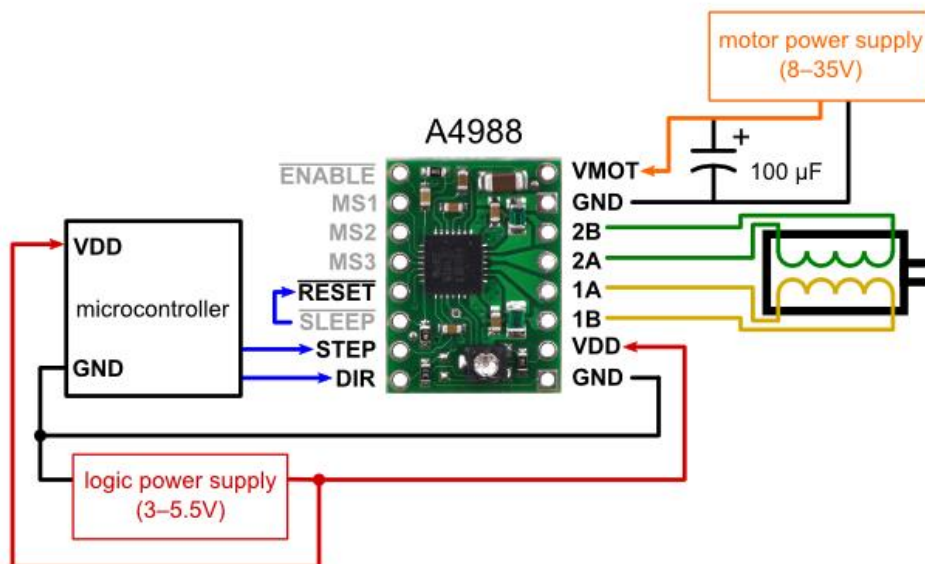 motor power supply
(8–35V)
A4988
+
100 µF
ENABLE
MS1
MS2
MS3
RESET
SLEEP
STEP
DIR
VMOT
GND
2B
2A
1A
1B
VDD
GND
VDD
microcontroller
GND
logic power supply
(3–5.5V)